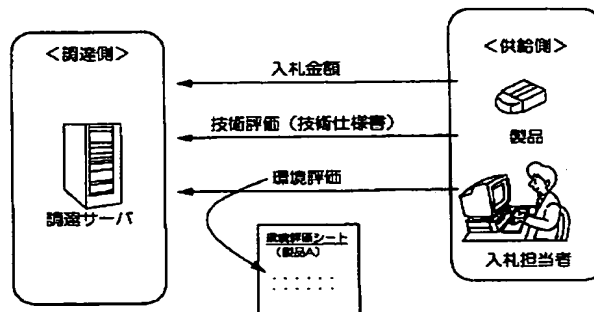 ＜調達側＞
調達サーバ
入札金額
技術評価（技術仕様書）
環境評価
環境評価シート
（製品A）
＜供給側＞
製品
入札担当者